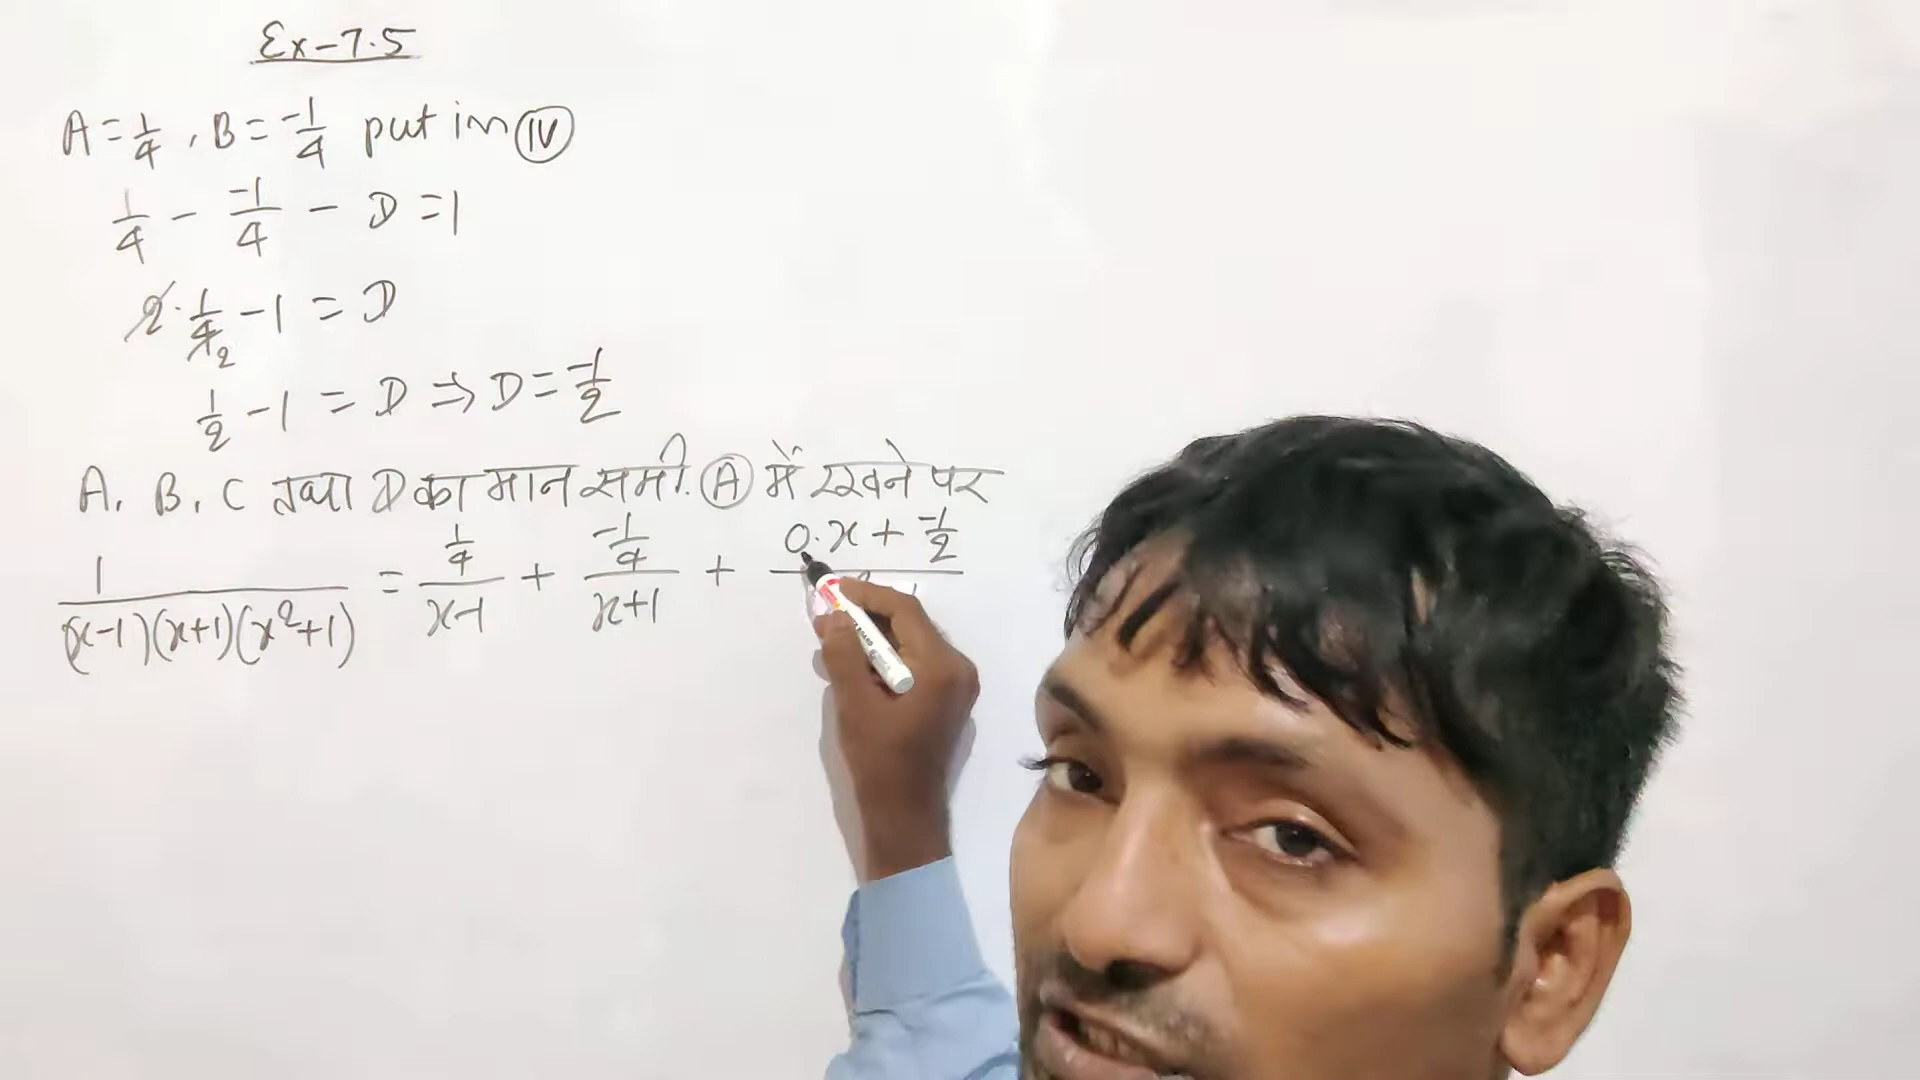 Ex-7.5
A = 1/4, B = -1/4 put in (IV)
1/4 - -1/4 - D = 1
2·1/4 2 - 1 = D
1/2 - 1 = D ⇒ D = -1/2
A, B, C तथा D का मान समी. (A) में रखने पर
1/((x-1)(x+1)(x²+1)) = (1/4)/(x-1) + (-1/4)/(x+1) + (0.x + -1/2)/